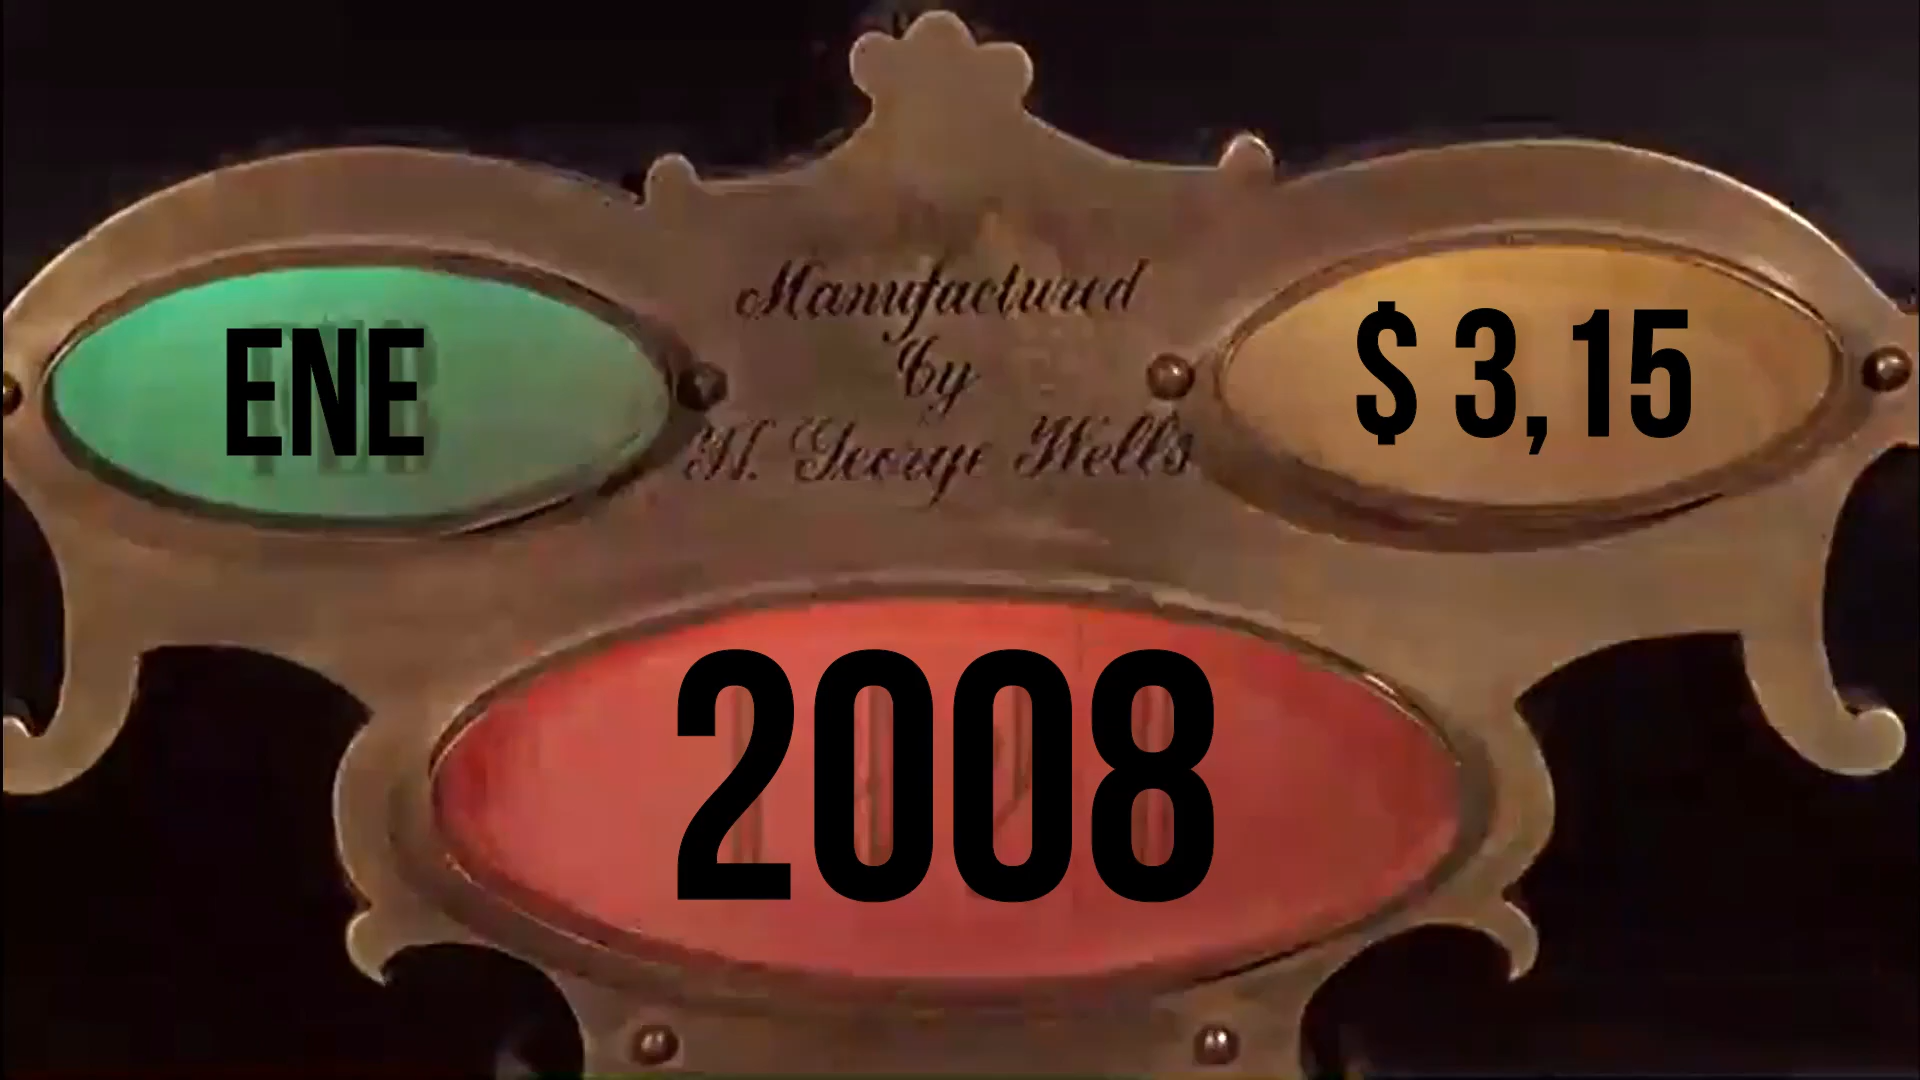 Manufactured
By
H. George Wells
ENE
$ 3,15
2008